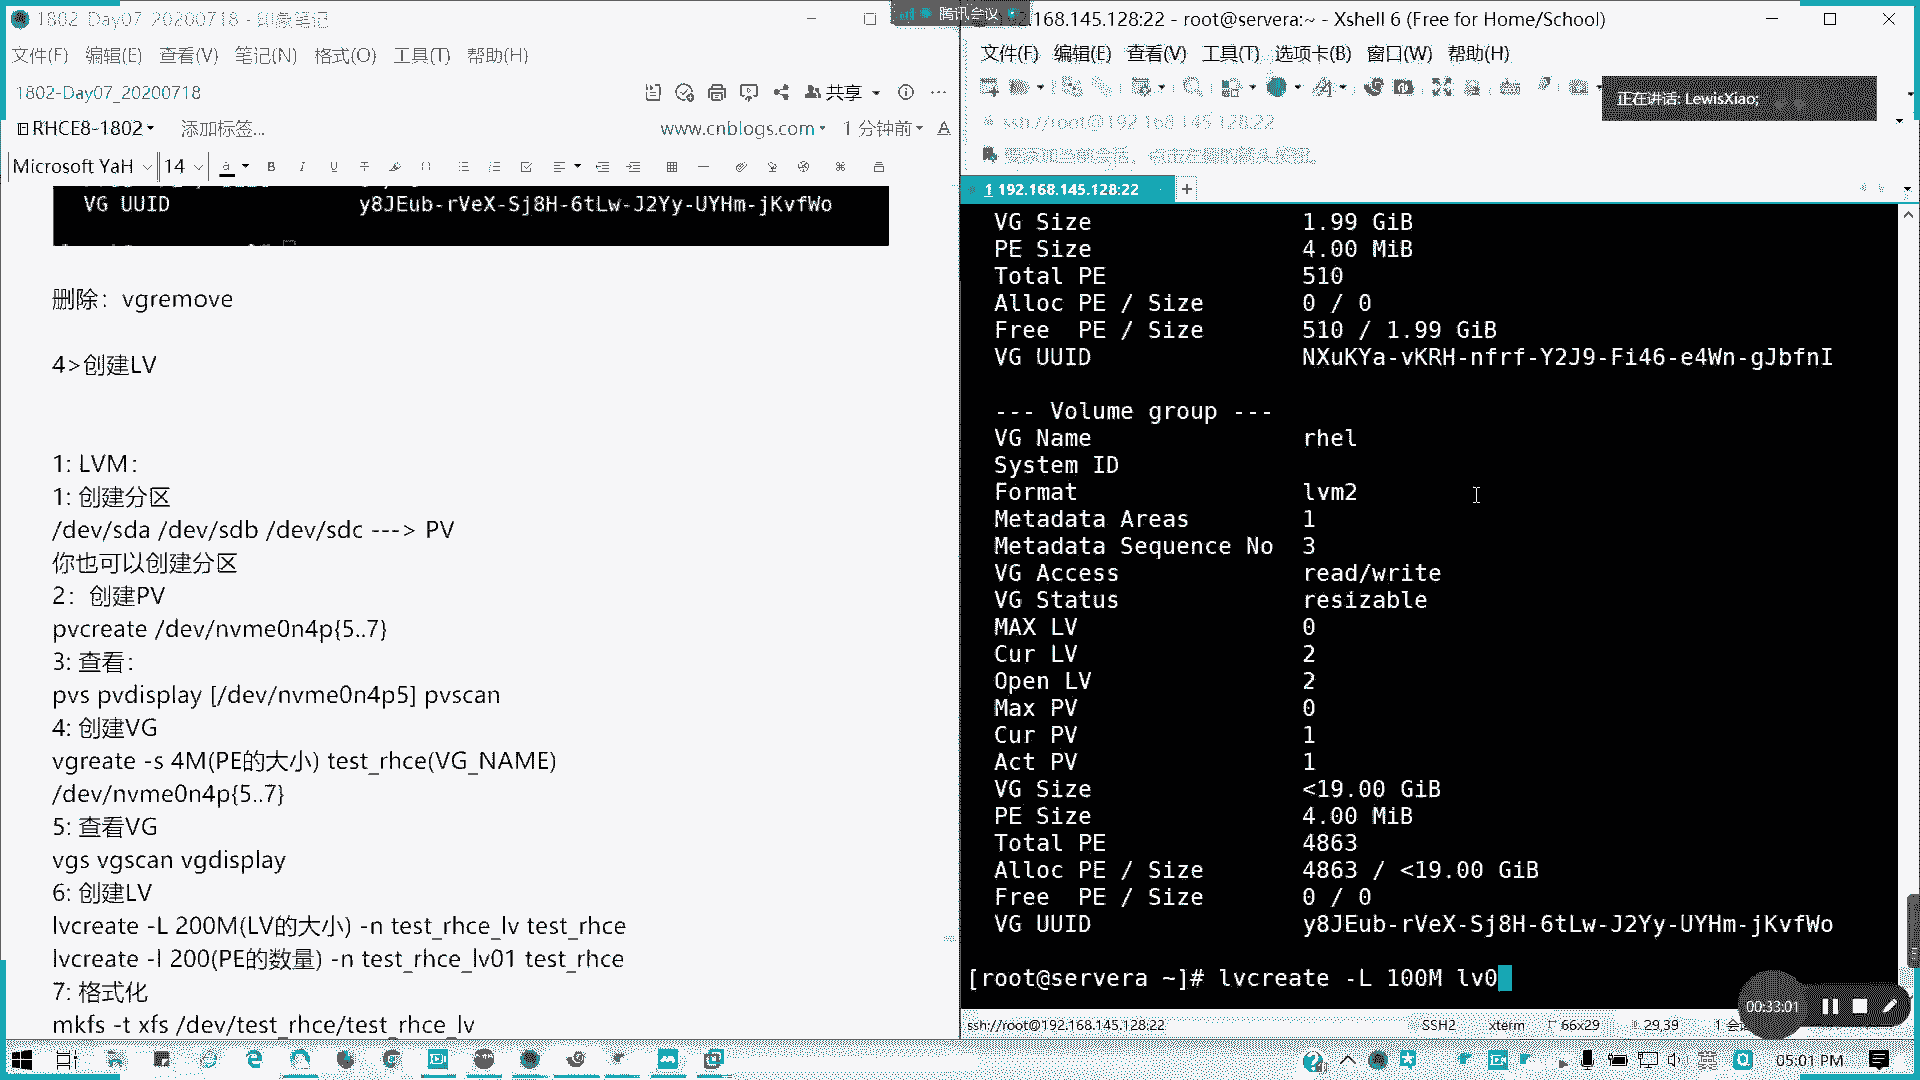 1802_Day07_20200718 - 印象笔记
文件(F) 编辑(E) 查看(V) 笔记(N) 格式(O) 工具(T) 帮助(H)
1802-Day07_20200718
共享
RHCE8-1802 添加标签...
www.cnblogs.com 1 分钟前
Microsoft YaH 14
VG UUID y8JEub-rVeX-Sj8H-6tLw-J2Yy-UYHm-jKvfWo
删除：vgremove
4>创建LV
1: LVM：
1: 创建分区
/dev/sda /dev/sdb /dev/sdc ---> PV
你也可以创建分区
2：创建PV
pvcreate /dev/nvme0n4p{5..7}
3: 查看：
pvs pvdisplay [/dev/nvme0n4p5] pvscan
4: 创建VG
vgreate -s 4M(PE的大小) test_rhce(VG_NAME)
/dev/nvme0n4p{5..7}
5: 查看VG
vgs vgscan vgdisplay
6: 创建LV
lvcreate -L 200M(LV的大小) -n test_rhce_lv test_rhce
lvcreate -l 200(PE的数量) -n test_rhce_lv01 test_rhce
7: 格式化
mkfs -t xfs /dev/test_rhce/test_rhce_lv
腾讯会议
.168.145.128:22 - root@servera:~ - Xshell 6 (Free for Home/School)
文件(F) 编辑(E) 查看(V) 工具(T) 选项卡(B) 窗口(W) 帮助(H)
正在讲话: LewisXiao;
ssh://root@192.168.145.128:22
1 192.168.145.128:22
VG Size 1.99 GiB
PE Size 4.00 MiB
Total PE 510
Alloc PE / Size 0 / 0
Free PE / Size 510 / 1.99 GiB
VG UUID NXuKYa-vKRH-nfrf-Y2J9-Fi46-e4Wn-gJbfnI
--- Volume group ---
VG Name rhel
System ID
Format lvm2
Metadata Areas 1
Metadata Sequence No 3
VG Access read/write
VG Status resizable
MAX LV 0
Cur LV 2
Open LV 2
Max PV 0
Cur PV 1
Act PV 1
VG Size <19.00 GiB
PE Size 4.00 MiB
Total PE 4863
Alloc PE / Size 4863 / <19.00 GiB
Free PE / Size 0 / 0
VG UUID y8JEub-rVeX-Sj8H-6tLw-J2Yy-UYHm-jKvfWo
[root@servera ~]# lvcreate -L 100M lv0
00:33:01
ssh://root@192.168.145.128:22 SSH2 xterm 66x29 29,39
05:01 PM